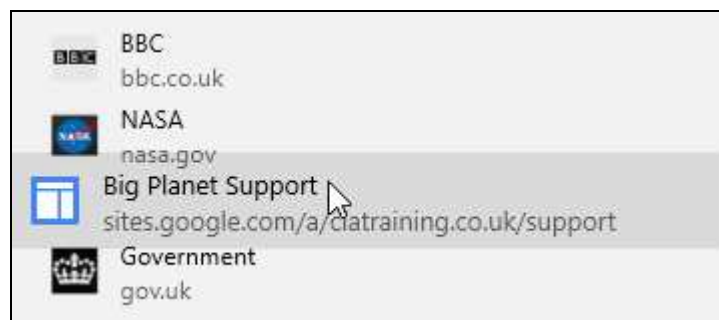 BBC
BBC
bbc.co.uk
NASA
NASA
nasa.gov
Big Planet Support
sites.google.com/a/ciatraining.co.uk/support
Government
gov.uk